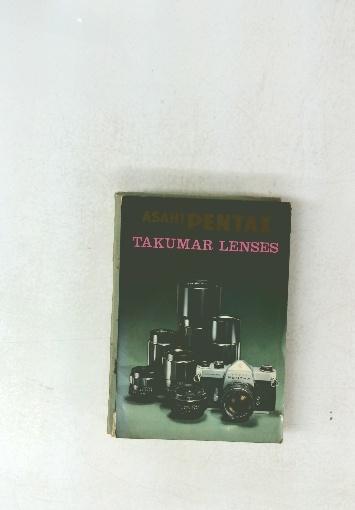 ASAHI PENTAX
TAKUMAR LENSES